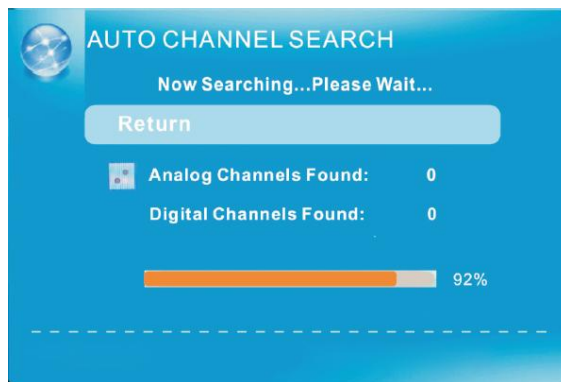 AUTO CHANNEL SEARCH
Now Searching...Please Wait...
Return
Analog Channels Found: 0
Digital Channels Found: 0
92%